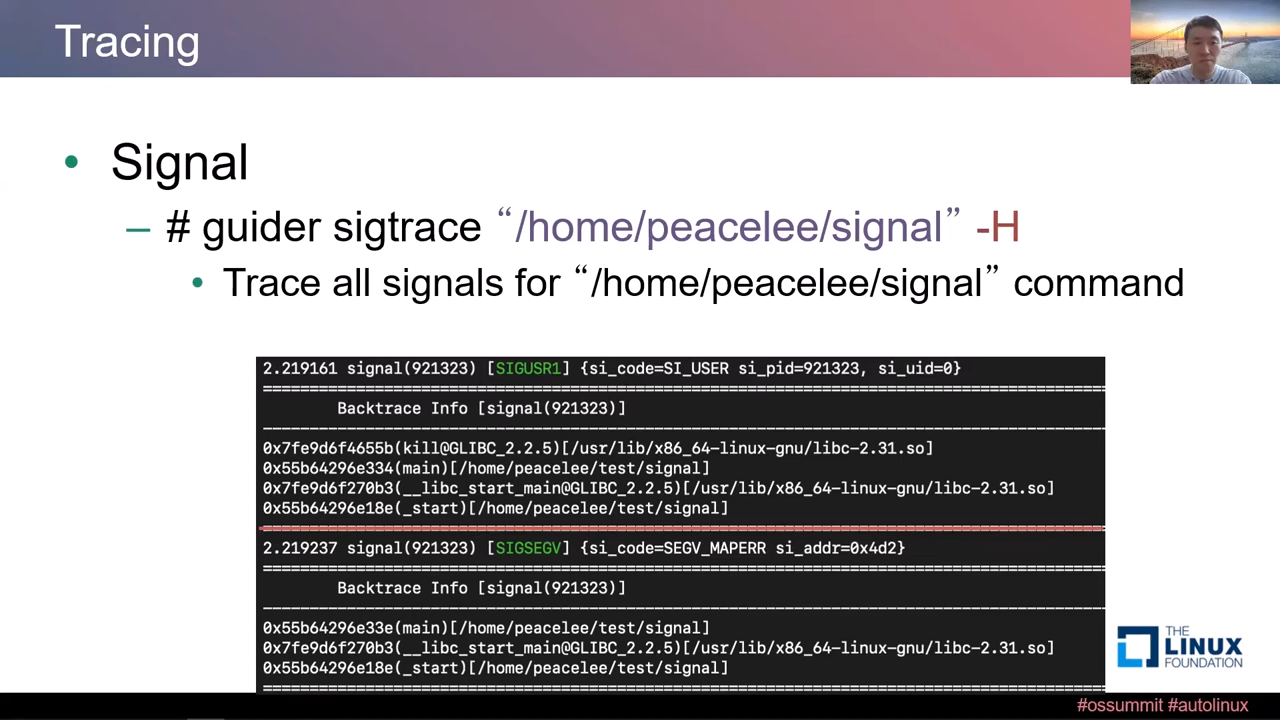 Tracing
• Signal
– # guider sigtrace “/home/peacelee/signal” -H
• Trace all signals for “/home/peacelee/signal” command
2.219161 signal(921323) [SIGUSR1] {si_code=SI_USER si_pid=921323, si_uid=0}
Backtrace Info [signal(921323)]
0x7fe9d6f4655b(kill@GLIBC_2.2.5)[/usr/lib/x86_64-linux-gnu/libc-2.31.so]
0x55b64296e334(main)[/home/peacelee/test/signal]
0x7fe9d6f270b3(__libc_start_main@GLIBC_2.2.5)[/usr/lib/x86_64-linux-gnu/libc-2.31.so]
0x55b64296e18e(_start)[/home/peacelee/test/signal]
2.219237 signal(921323) [SIGSEGV] {si_code=SEGV_MAPERR si_addr=0x4d2}
Backtrace Info [signal(921323)]
0x55b64296e33e(main)[/home/peacelee/test/signal]
0x7fe9d6f270b3(__libc_start_main@GLIBC_2.2.5)[/usr/lib/x86_64-linux-gnu/libc-2.31.so]
0x55b64296e18e(_start)[/home/peacelee/test/signal]
THE
LINUX
FOUNDATION
#ossummit #autolinux